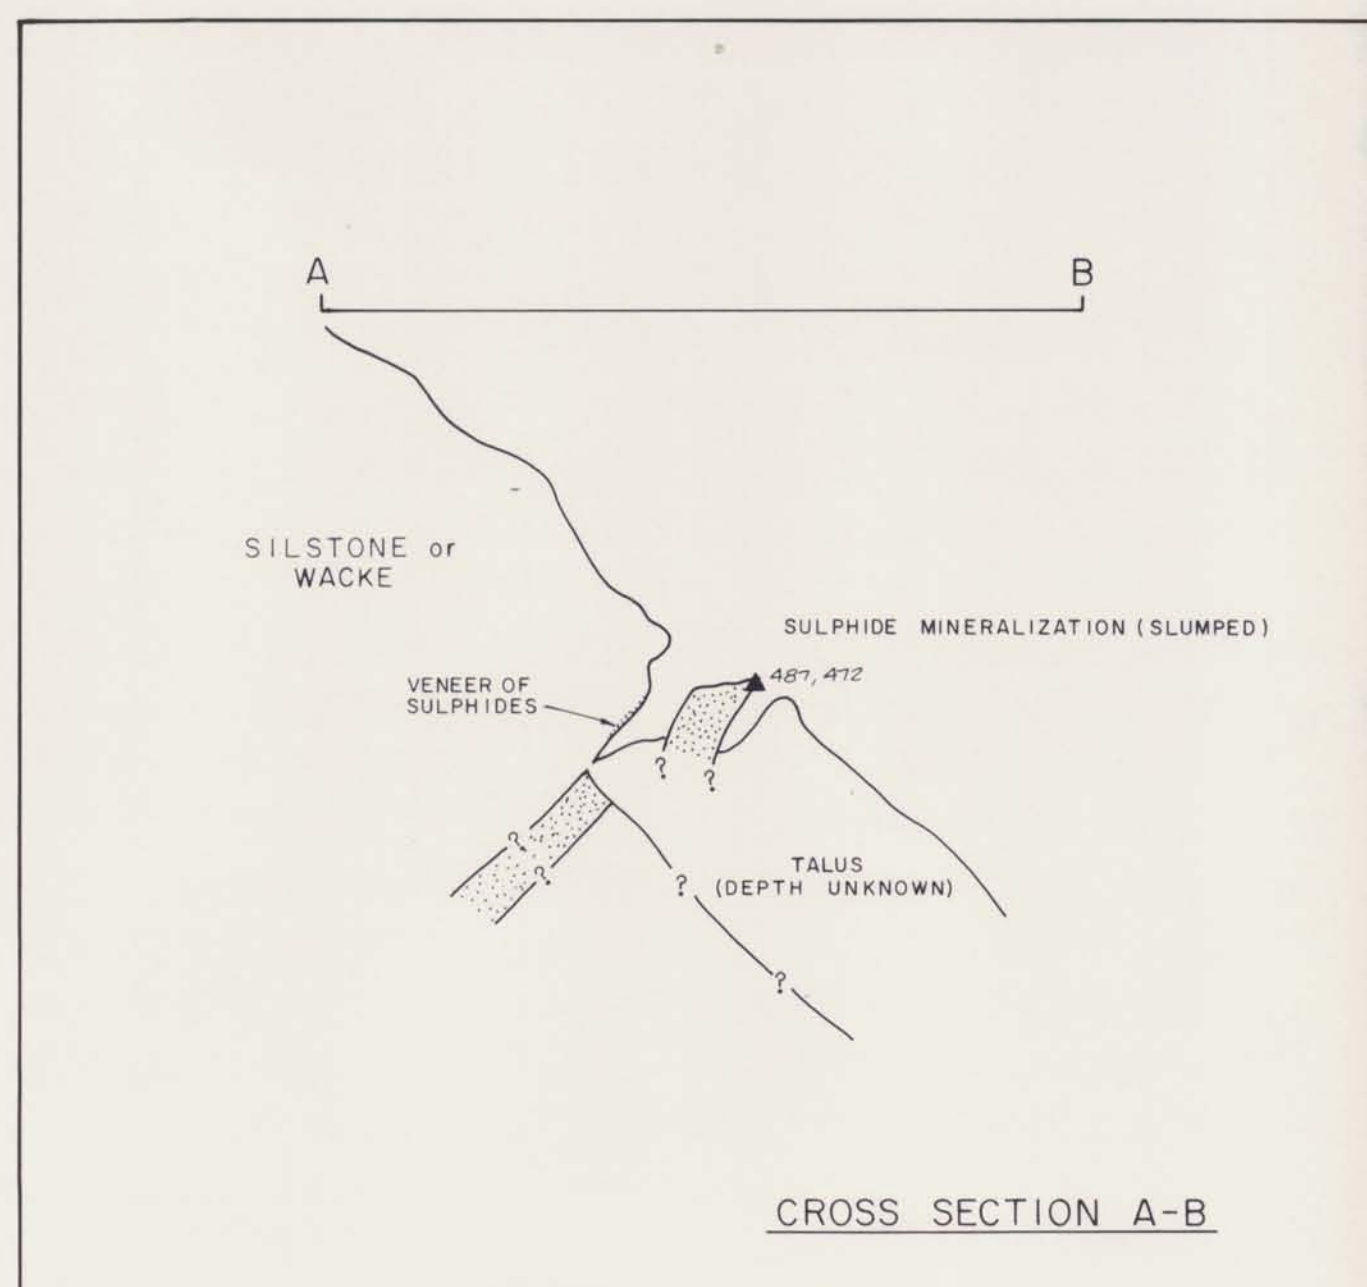 A
B
SILSTONE or
WACKE
SULPHIDE MINERALIZATION (SLUMPED)
487, 472
VENEER OF
SULPHIDES
?
?
?
?
?
TALUS
(DEPTH UNKNOWN)
?
CROSS SECTION A-B